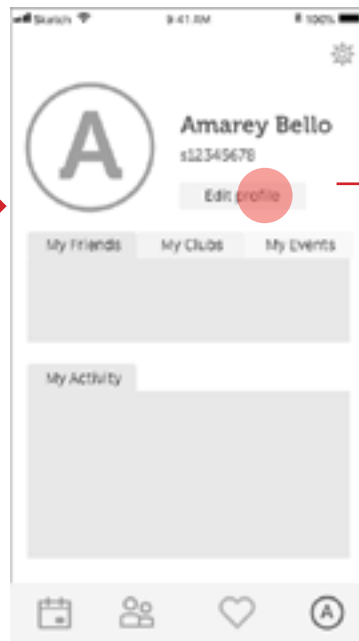 Sketch 9:41 AM 100%
A Amarey Bello
s12345678
Edit profile
My Friends My Clubs My Events
My Activity
A